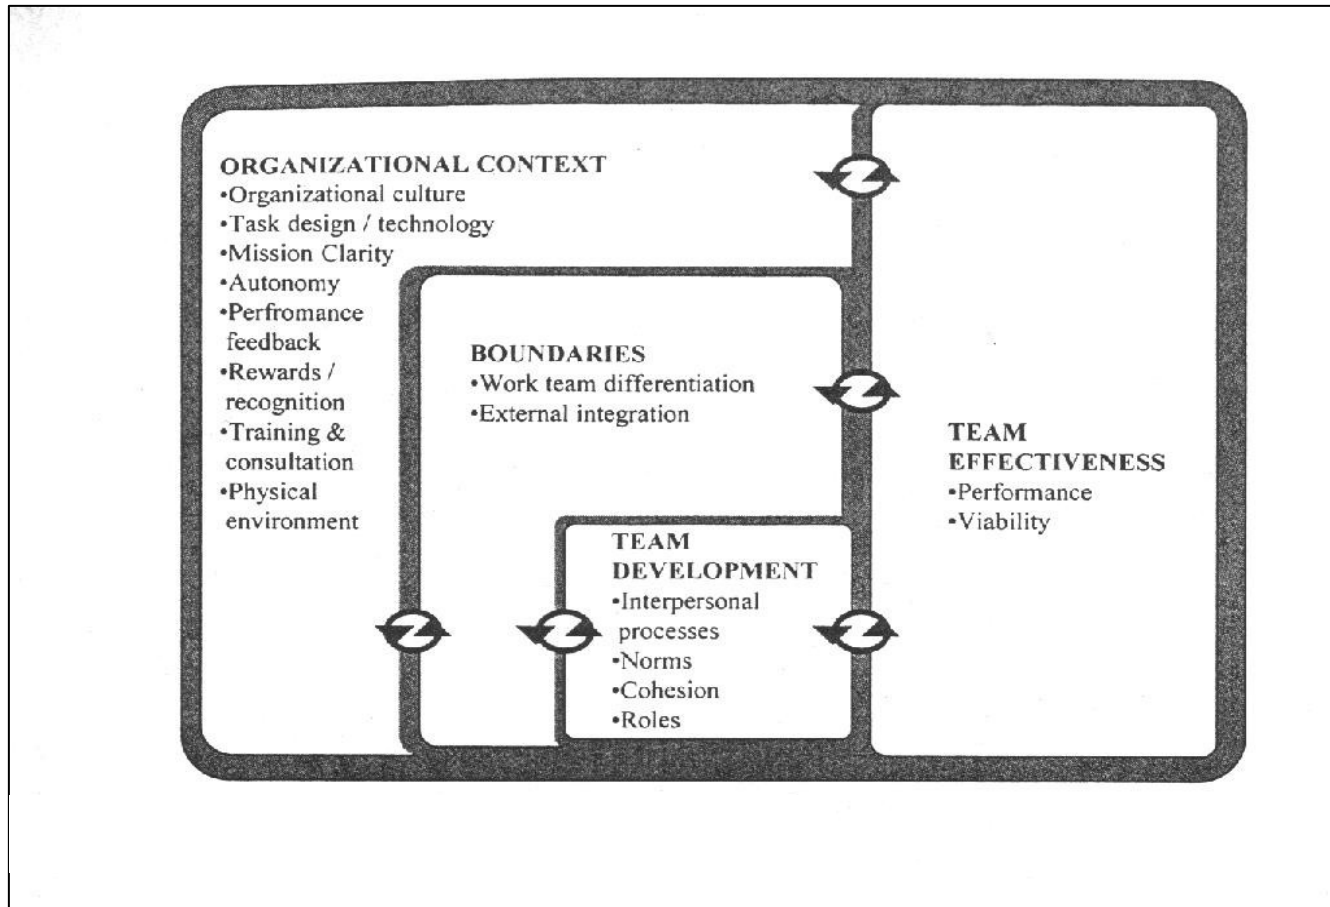 ORGANIZATIONAL CONTEXT
•Organizational culture
•Task design / technology
•Mission Clarity
•Autonomy
•Perfromance
feedback
•Rewards /
recognition
•Training &
consultation
•Physical
environment
BOUNDARIES
•Work team differentiation
•External integration
TEAM
DEVELOPMENT
•Interpersonal
processes
•Norms
•Cohesion
•Roles
TEAM
EFFECTIVENESS
•Performance
•Viability